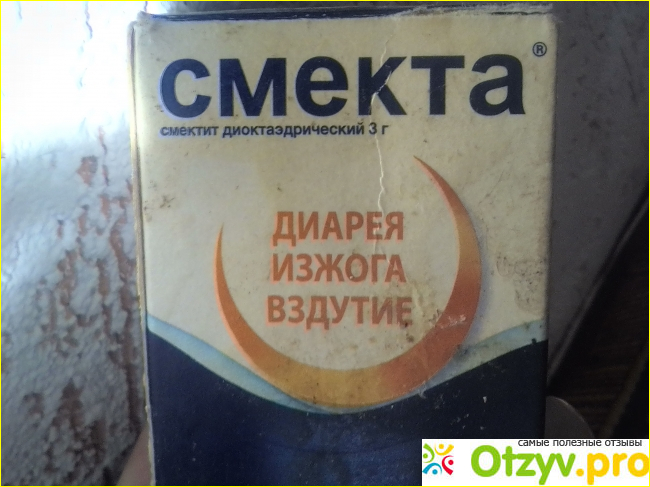 смекта®
смектит диоктаэдрический 3 г
ДИАРЕЯ
ИЗЖОГА
ВЗДУТИЕ
самые полезные отзывы
Otzyv.pro